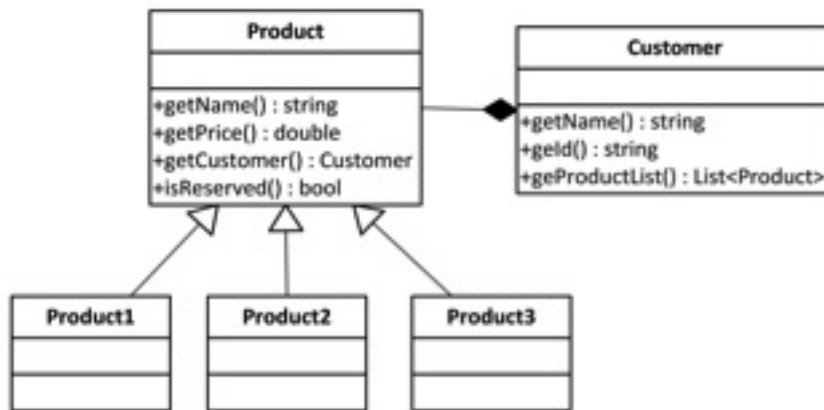 Product
+getName() : string
+getPrice() : double
+getCustomer() : Customer
+isReserved() : bool
Customer
+getName() : string
+geId() : string
+geProductList() : List<Product>
Product1
Product2
Product3